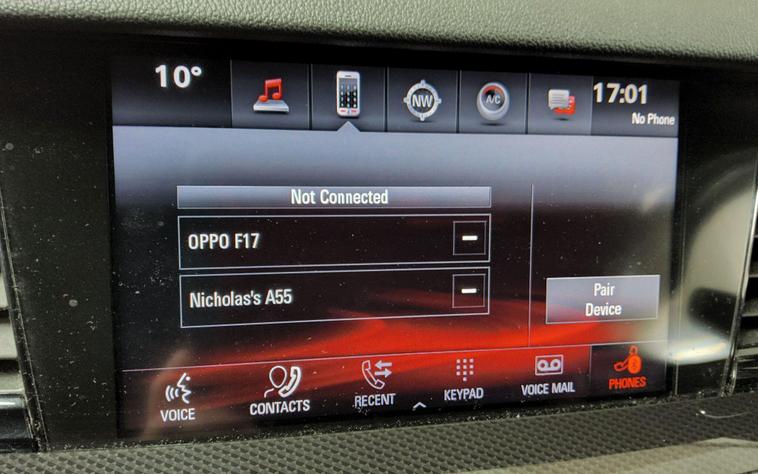 10°
NW
A/C
17:01
No Phone
Not Connected
OPPO F17
Nicholas's A55
Pair
Device
VOICE
CONTACTS
RECENT
KEYPAD
VOICE MAIL
PHONES